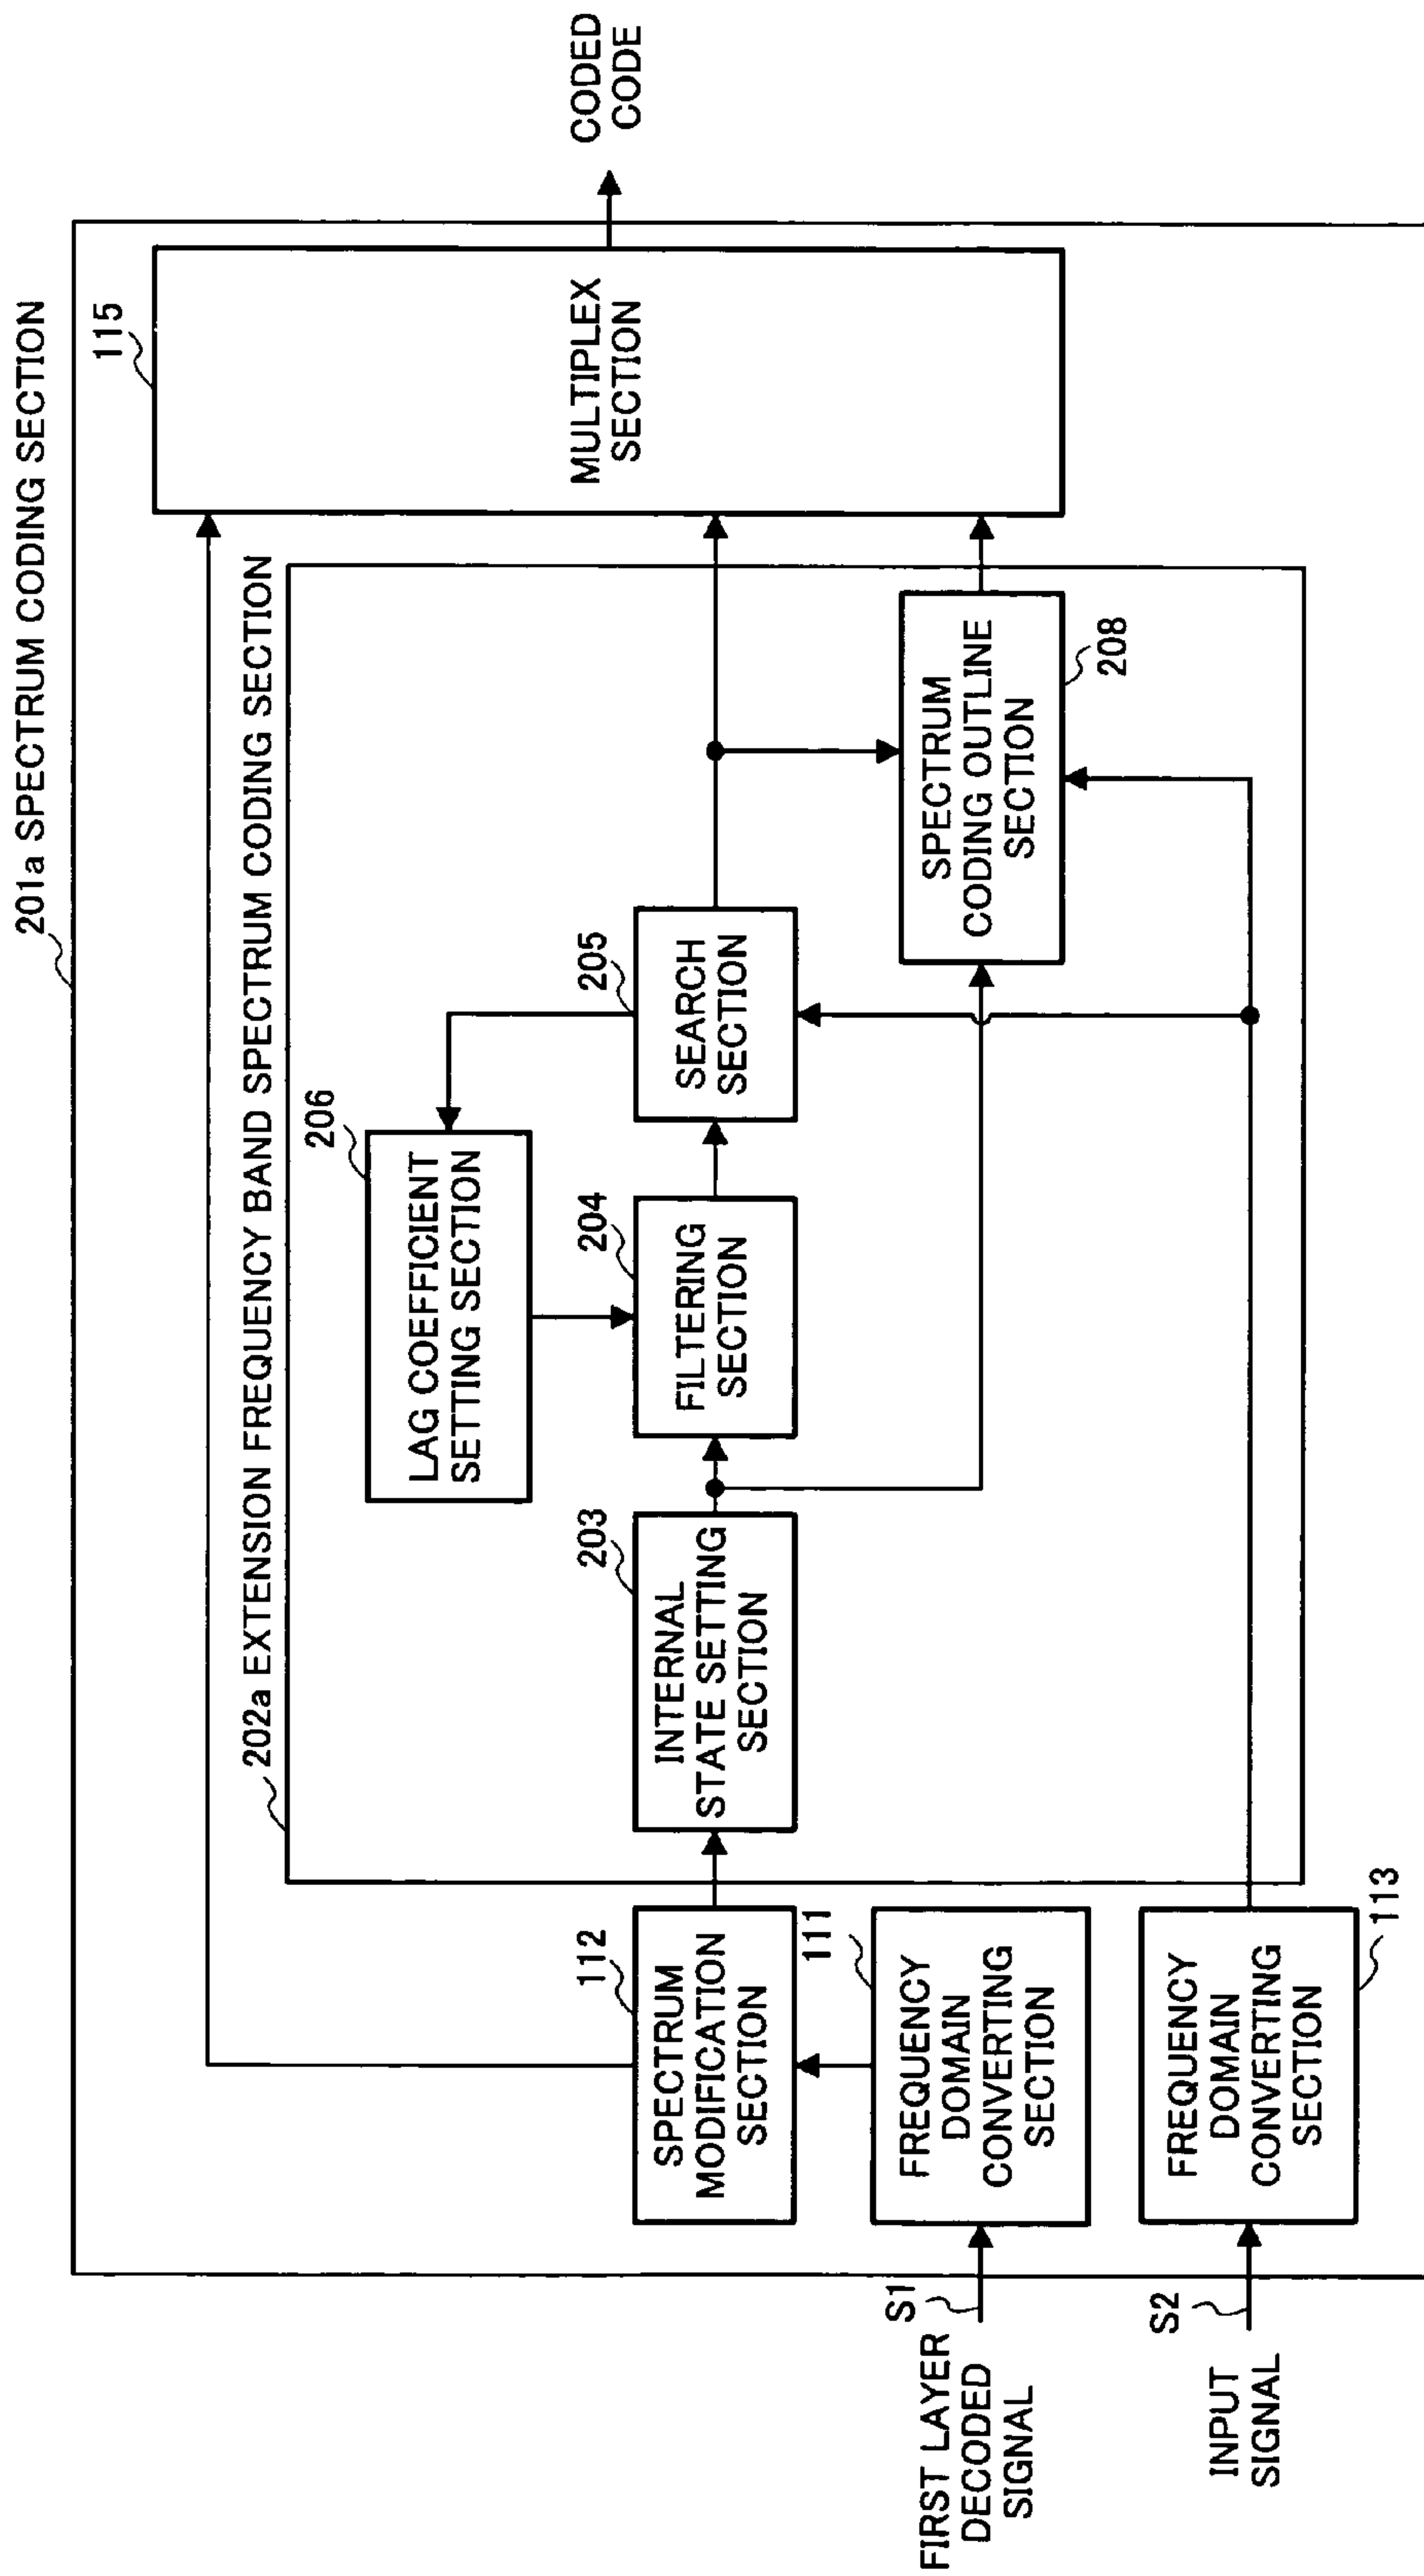 201a SPECTRUM CODING SECTION
115
MULTIPLEX
SECTION
CODED
CODE
202a EXTENSION FREQUENCY BAND SPECTRUM CODING SECTION
206
LAG COEFFICIENT
SETTING SECTION
112
SPECTRUM
MODIFICATION
SECTION
203
INTERNAL
STATE SETTING
SECTION
204
FILTERING
SECTION
205
SEARCH
SECTION
SPECTRUM
CODING OUTLINE
SECTION
208
S1
FIRST LAYER
DECODED
SIGNAL
111
FREQUENCY
DOMAIN
CONVERTING
SECTION
S2
INPUT
SIGNAL
FREQUENCY
DOMAIN
CONVERTING
SECTION
113